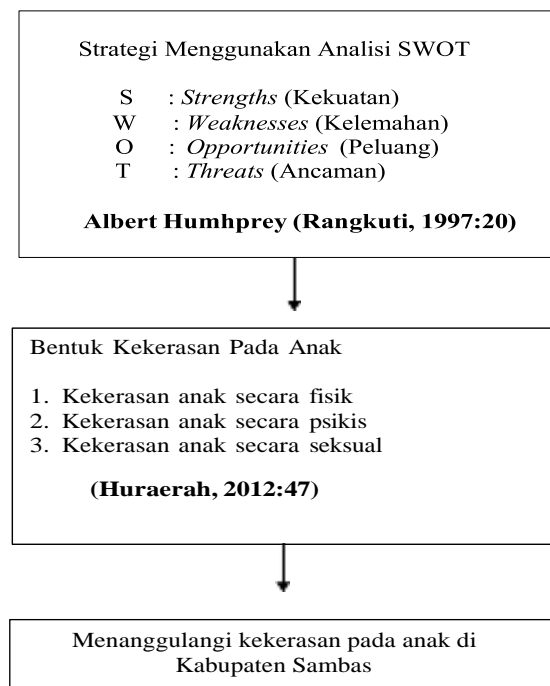 Strategi Menggunakan Analisi SWOT
S : Strengths (Kekuatan)
W : Weaknesses (Kelemahan)
O : Opportunities (Peluang)
T : Threats (Ancaman)
Albert Humhprey (Rangkuti, 1997:20)
Bentuk Kekerasan Pada Anak
1. Kekerasan anak secara fisik
2. Kekerasan anak secara psikis
3. Kekerasan anak secara seksual
(Huraerah, 2012:47)
Menanggulangi kekerasan pada anak di
Kabupaten Sambas